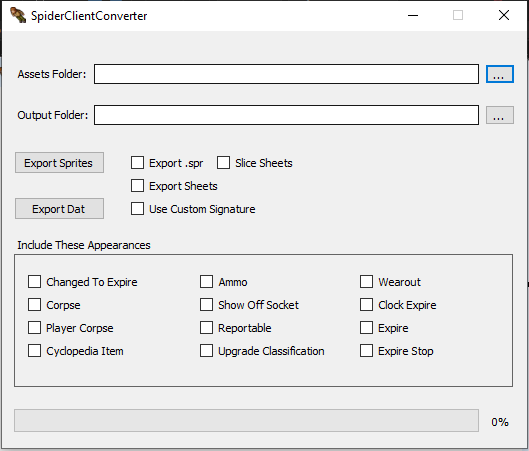 SpiderClientConverter
Assets Folder: ...
Output Folder: ...
Export Sprites Export .spr Slice Sheets
Export Sheets
Export Dat Use Custom Signature
Include These Appearances
Changed To Expire Ammo Wearout
Corpse Show Off Socket Clock Expire
Player Corpse Reportable Expire
Cyclopedia Item Upgrade Classification Expire Stop
0%